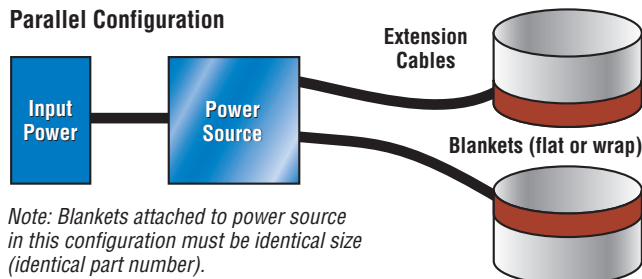 Parallel Configuration
Extension
Cables
Input
Power
Power
Source
Blankets (flat or wrap)
Note: Blankets attached to power source
in this configuration must be identical size
(identical part number).